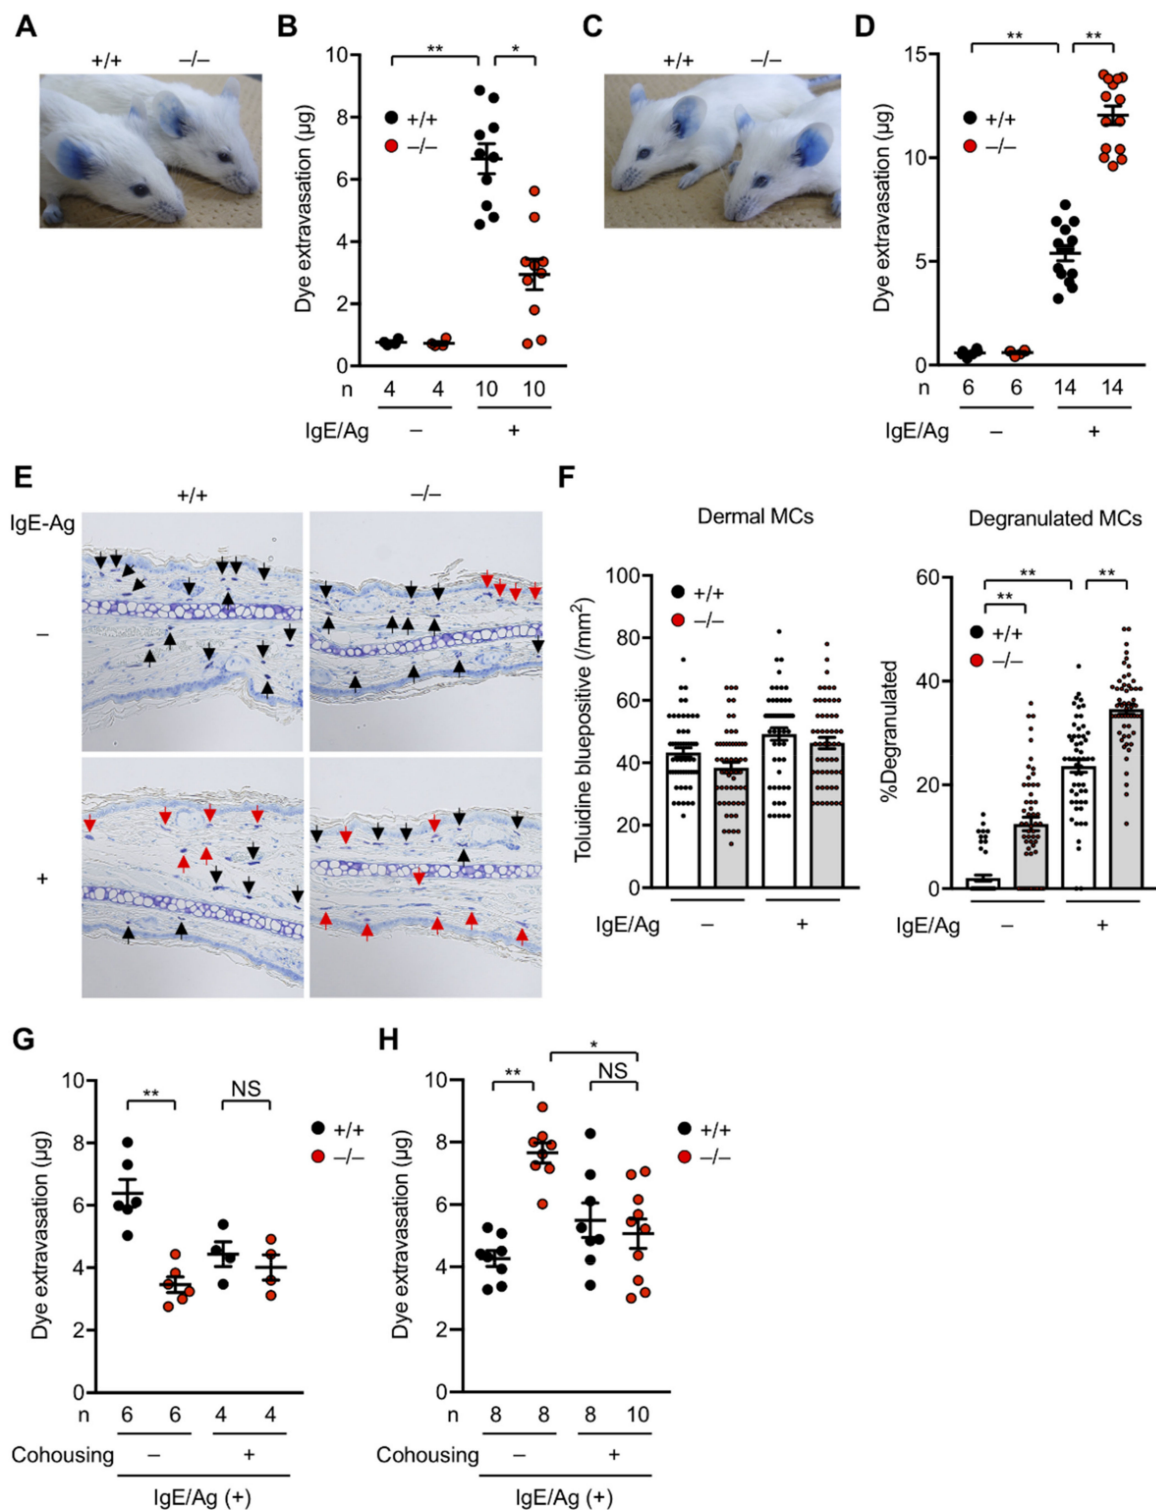 A
+/+ –/–
B
** *
10
8
6
4
2
0
Dye extravasation (µg)
+/+
–/–
n 4 4 10 10
IgE/Ag – +
C
+/+ –/–
D
** **
15
10
5
0
Dye extravasation (µg)
+/+
–/–
n 6 6 14 14
IgE/Ag – +
E
+/+ –/–
IgE-Ag
–
+
F
Dermal MCs
100
80
60
40
20
0
Toluidine bluepositive (/mm²)
+/+
–/–
IgE/Ag – +
Degranulated MCs
** **
**
60
40
20
0
%Degranulated
+/+
–/–
IgE/Ag – +
G
** NS
10
8
6
4
2
0
Dye extravasation (µg)
+/+
–/–
n 6 6 4 4
Cohousing – +
IgE/Ag (+)
H
*
** NS
10
8
6
4
2
0
Dye extravasation (µg)
+/+
–/–
n 8 8 8 10
Cohousing – +
IgE/Ag (+)